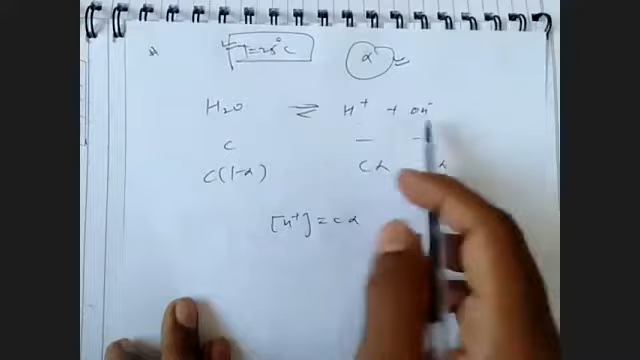 T=25°C
α
H₂O ⇌ H⁺ + OH⁻
C — –
C(1-α) Cα α
[H⁺] = Cα